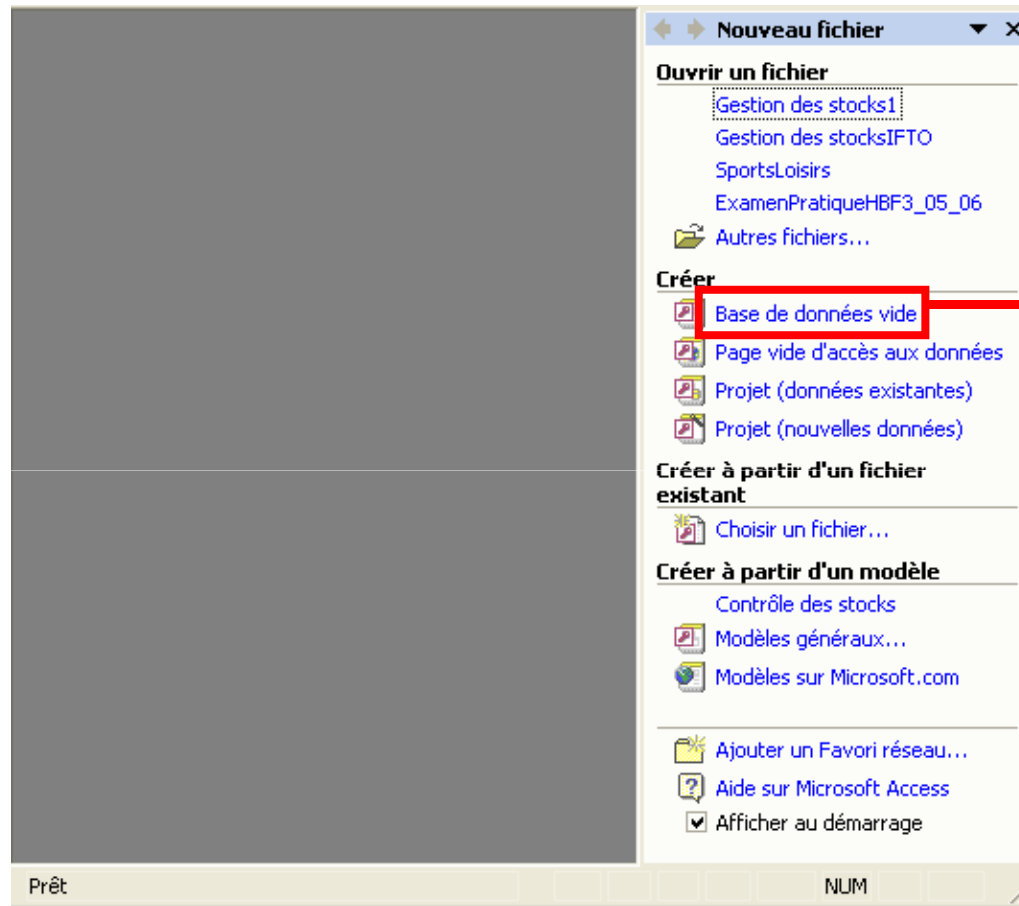 Nouveau fichier
Ouvrir un fichier
Gestion des stocks1
Gestion des stocksIFTO
SportsLoisirs
ExamenPratiqueHBF3_05_06
Autres fichiers...
Créer
Base de données vide
Page vide d'accès aux données
Projet (données existantes)
Projet (nouvelles données)
Créer à partir d'un fichier
existant
Choisir un fichier...
Créer à partir d'un modèle
Contrôle des stocks
Modèles généraux...
Modèles sur Microsoft.com
Ajouter un Favori réseau...
Aide sur Microsoft Access
Afficher au démarrage
Prêt NUM